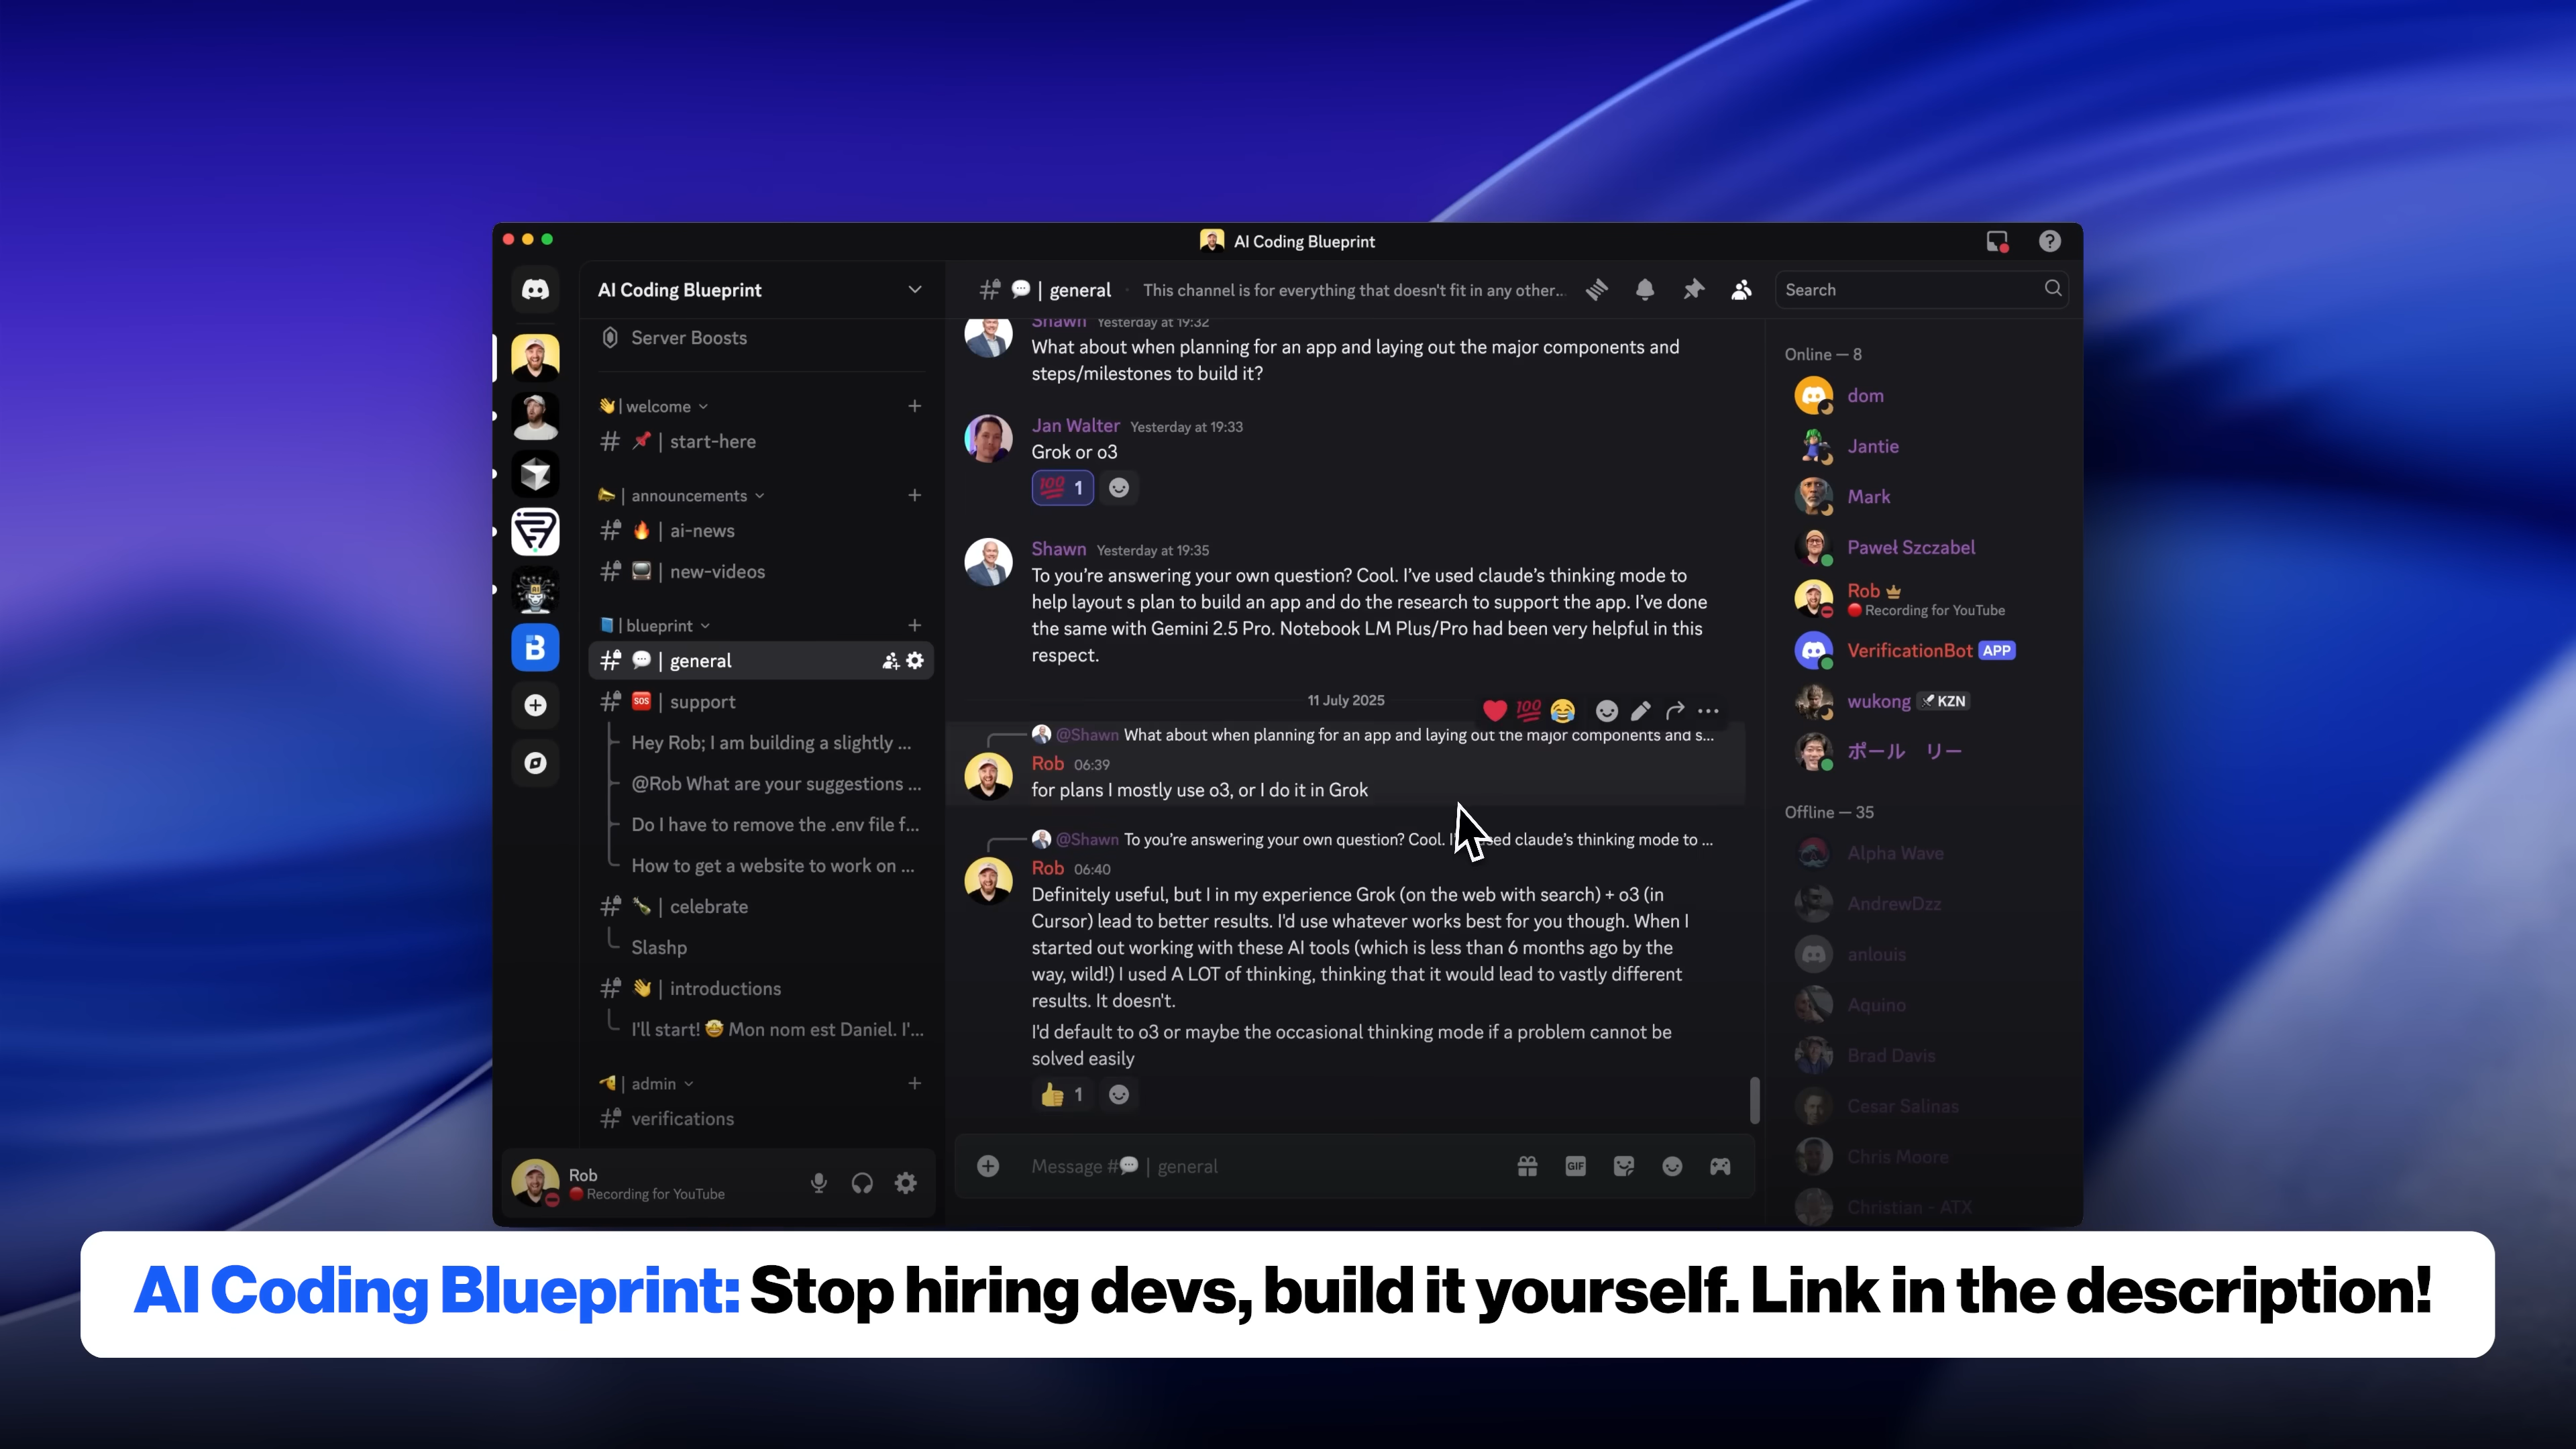 AI Coding Blueprint
AI Coding Blueprint
Server Boosts
👋 | welcome
📌 | start-here
📣 | announcements
🔥 | ai-news
📺 | new-videos
📘 | blueprint
💬 | general
🆘 | support
Hey Rob; I am building a slightly ...
@Rob What are your suggestions ...
Do I have to remove the .env file f...
How to get a website to work on ...
🍾 | celebrate
Slashp
👋 | introductions
I'll start! 🤩 Mon nom est Daniel. I'...
| admin
verifications
Rob
🔴 Recording for YouTube
💬 | general
This channel is for everything that doesn't fit in any other...
Search
Shawn Yesterday at 19:32
What about when planning for an app and laying out the major components and
steps/milestones to build it?
Jan Walter Yesterday at 19:33
Grok or o3
💯 1
Shawn Yesterday at 19:35
To you're answering your own question? Cool. I've used claude's thinking mode to
help layout s plan to build an app and do the research to support the app. I've done
the same with Gemini 2.5 Pro. Notebook LM Plus/Pro had been very helpful in this
respect.
11 July 2025
@Shawn What about when planning for an app and laying out the major components and s...
Rob 06:39
for plans I mostly use o3, or I do it in Grok
@Shawn To you're answering your own question? Cool. claude's thinking mode to ...
Rob 06:40
Definitely useful, but I in my experience Grok (on the web with search) + o3 (in
Cursor) lead to better results. I'd use whatever works best for you though. When I
started out working with these AI tools (which is less than 6 months ago by the
way, wild!) I used A LOT of thinking, thinking that it would lead to vastly different
results. It doesn't.
I'd default to o3 or maybe the occasional thinking mode if a problem cannot be
solved easily
👍 1
Message #💬 | general
GIF
Online — 8
dom
Jantie
Mark
Paweł Szczabel
Rob
🔴 Recording for YouTube
VerificationBot APP
wukong KZN
ポール リー
Offline — 35
Alpha Wave
AndrewDzz
anlouis
Aquino
Brad Davis
Cesar Salinas
Chris Moore
Christian - ATX
AI Coding Blueprint: Stop hiring devs, build it yourself. Link in the description!